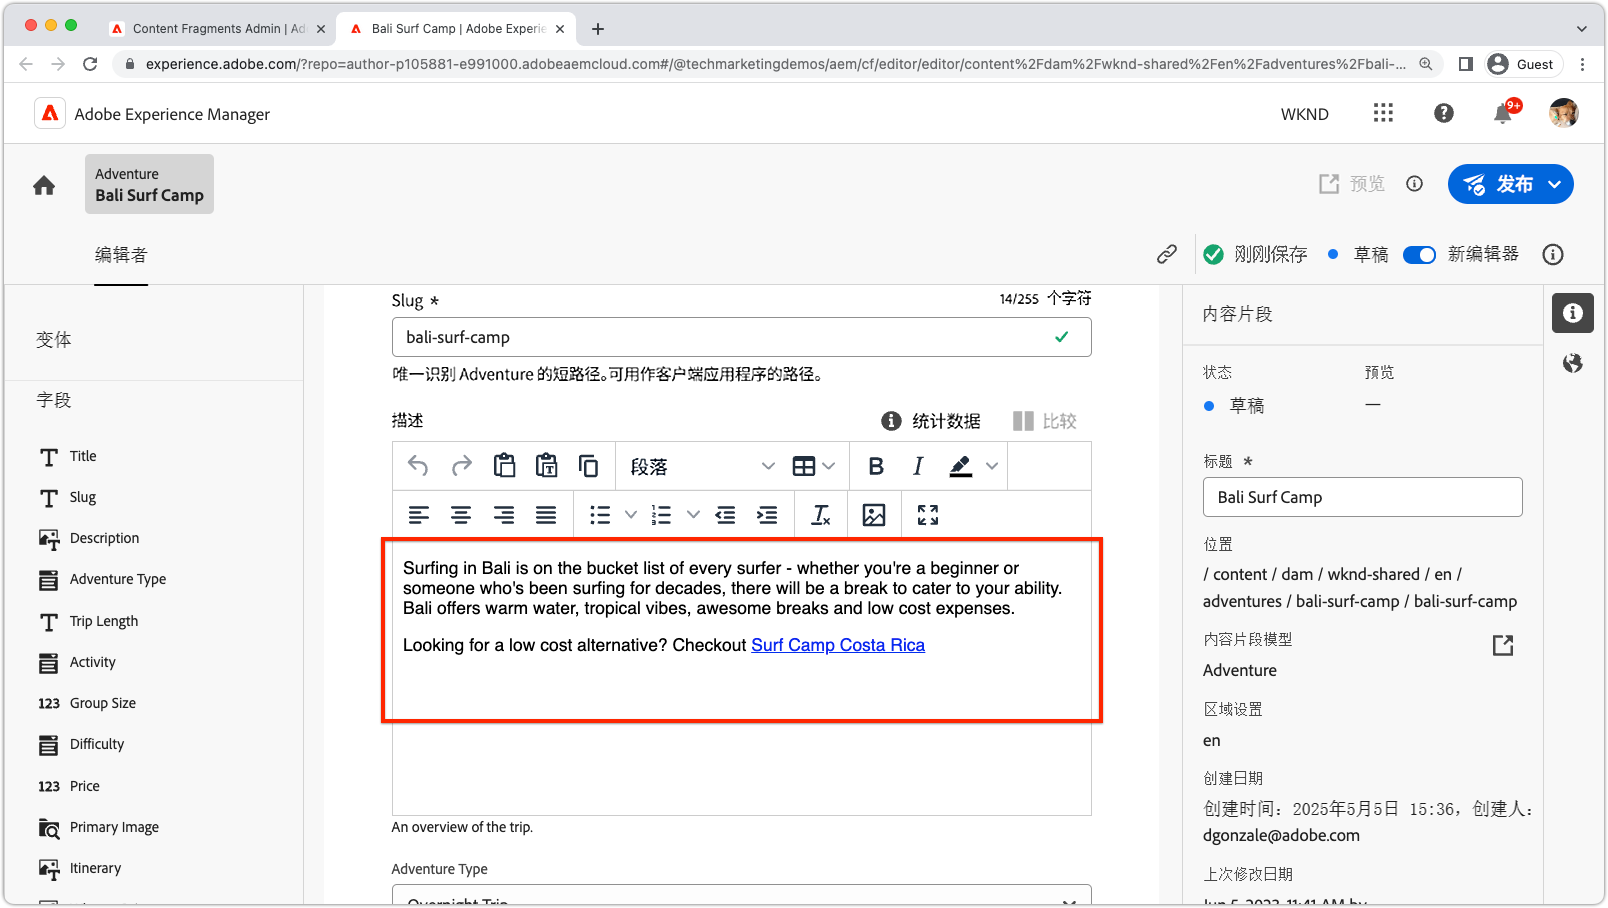 Content Fragments Admin | Ad
Bali Surf Camp | Adobe Experie
experience.adobe.com/?repo=author-p105881-e991000.adobeaemcloud.com#/@techmarketingdemos/aem/cf/editor/editor/content%2Fdam%2Fwknd-shared%2Fen%2Fadventures%2Fbali-...
Guest
Adobe Experience Manager
WKND
9+
Adventure
Bali Surf Camp
预览
发布
编辑者
刚刚保存
草稿
新编辑器
变体
字段
Title
Slug
Description
Adventure Type
Trip Length
Activity
123 Group Size
Difficulty
123 Price
Primary Image
Itinerary
Slug *
14/255 个字符
bali-surf-camp
唯一识别 Adventure 的短路径。可用作客户端应用程序的路径。
描述
统计数据
比较
段落
B I
Surfing in Bali is on the bucket list of every surfer - whether you're a beginner or
someone who's been surfing for decades, there will be a break to cater to your ability.
Bali offers warm water, tropical vibes, awesome breaks and low cost expenses.
Looking for a low cost alternative? Checkout Surf Camp Costa Rica
An overview of the trip.
Adventure Type
Overnight Trip
内容片段
状态
预览
草稿
—
标题 *
Bali Surf Camp
位置
/ content / dam / wknd-shared / en /
adventures / bali-surf-camp / bali-surf-camp
内容片段模型
Adventure
区域设置
en
创建日期
创建时间：2025年5月5日 15:36，创建人：
dgonzale@adobe.com
上次修改日期
Jun 5, 2023, 11:41 AM by